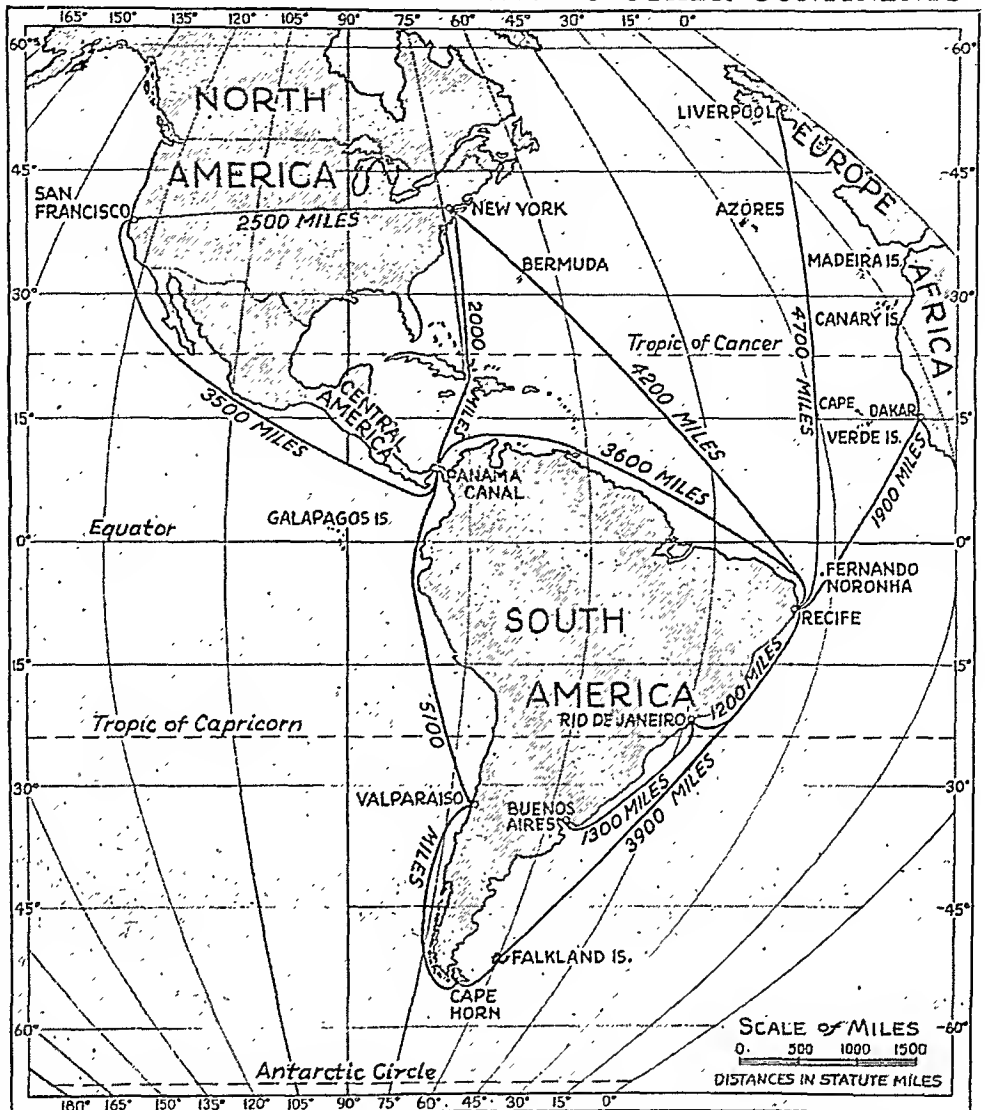 165° 150° 135° 120° 105° 90° 75° 60° 45° 30° 15° 0°
60° 60°
NORTH
AMERICA
LIVERPOOL
EUROPE
45° 45°
SAN
FRANCISCO
2500 MILES
NEW YORK
AZORES
BERMUDA
MADEIRA IS.
AFRICA
30° 30°
CANARY IS.
2000
MILES
4700 MILES
Tropic of Cancer
4200 MILES
3500 MILES
CENTRAL
AMERICA
15° 15°
CAPE
VERDE IS.
DAKAR
3600 MILES
1900 MILES
PANAMA
CANAL
GALAPAGOS IS.
Equator
0° 0°
FERNANDO
NORONHA
RECIFE
SOUTH
AMERICA
15° 15°
1200 MILES
RIO DE JANEIRO
Tropic of Capricorn
5100
MILES
30° 30°
VALPARAISO
BUENOS
AIRES
1300 MILES
3900 MILES
45° 45°
FALKLAND IS.
CAPE
HORN
60° 60°
SCALE of MILES
0 500 1000 1500
DISTANCES IN STATUTE MILES
Antarctic Circle
180° 165° 150° 135° 120° 105° 90° 75° 60° 45° 30° 15° 0°